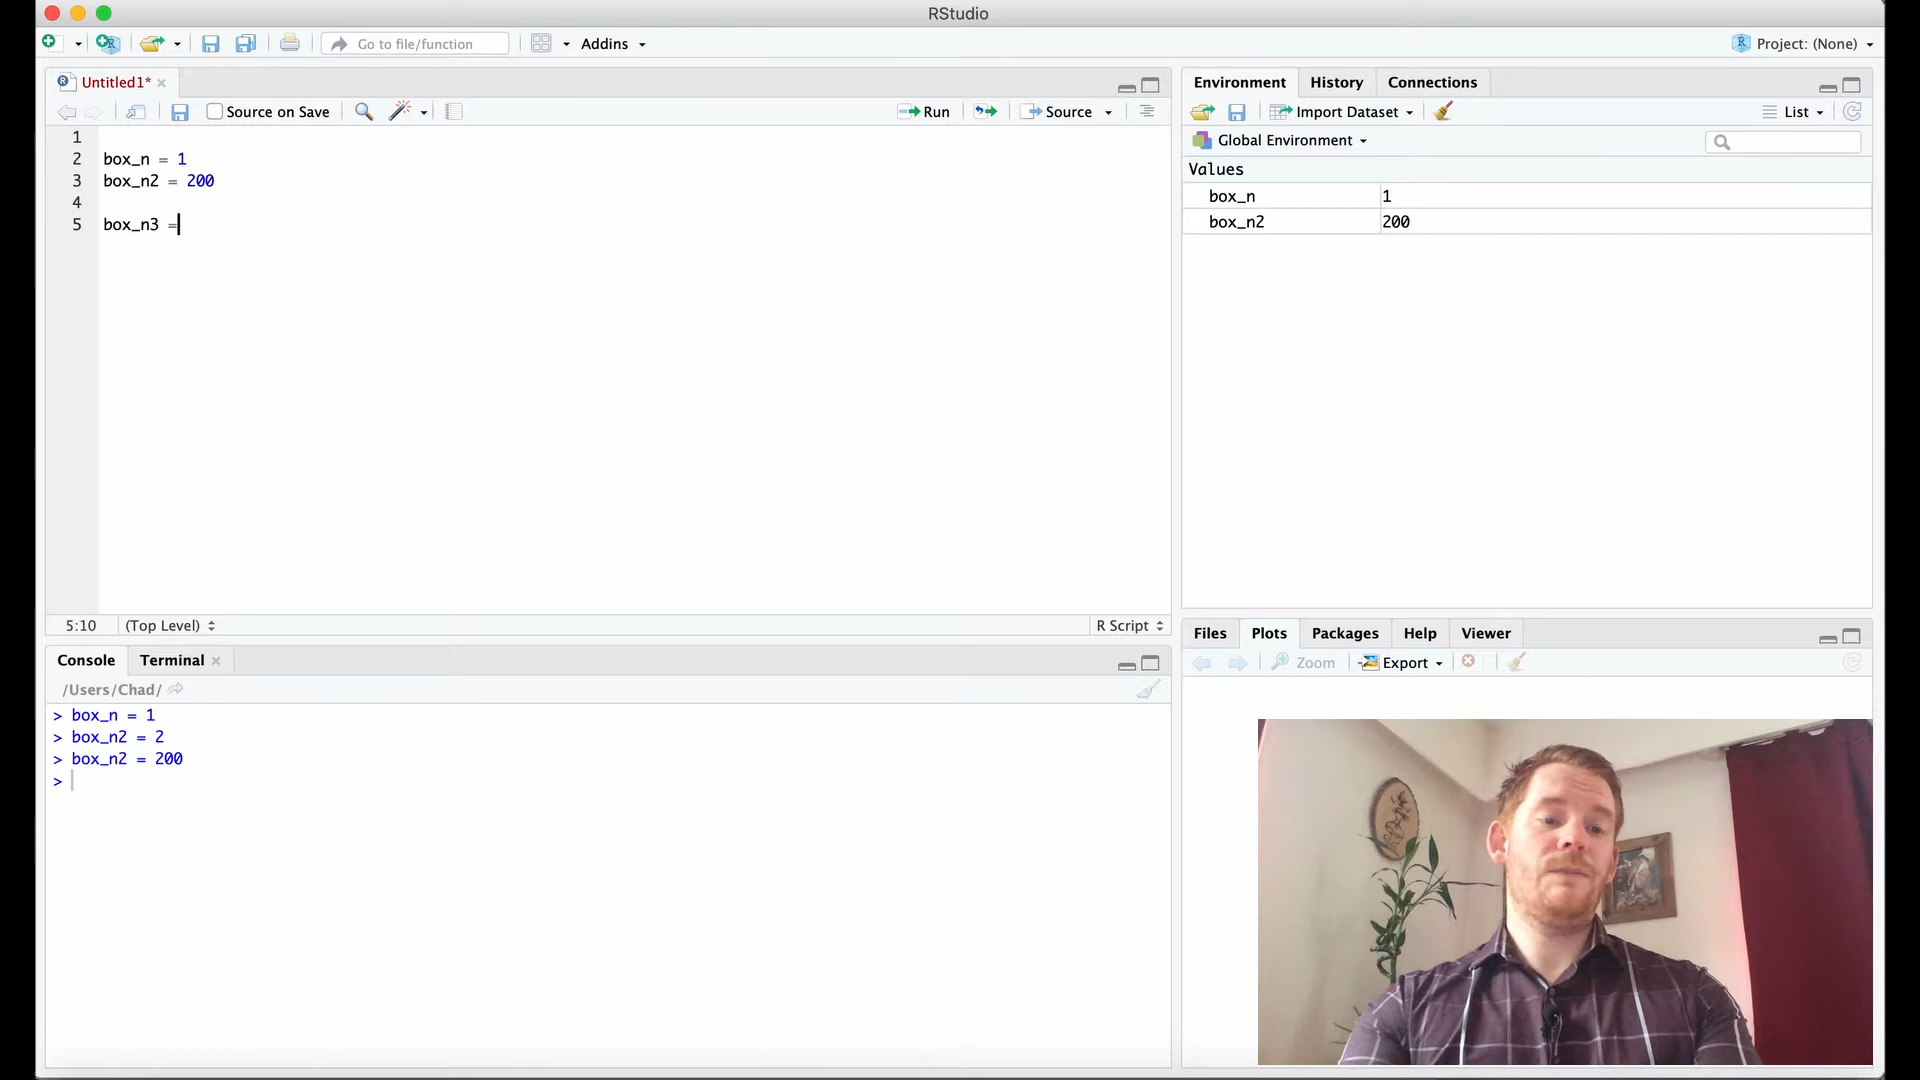 RStudio
Go to file/function
Addins
Project: (None)
Untitled1*
Source on Save
Run
Source
1
2 box_n = 1
3 box_n2 = 200
4
5 box_n3 =
5:10 (Top Level)
R Script
Console Terminal
/Users/Chad/
> box_n = 1
> box_n2 = 2
> box_n2 = 200
>
Environment History Connections
Import Dataset
List
Global Environment
Values
box_n 1
box_n2 200
Files Plots Packages Help Viewer
Zoom Export